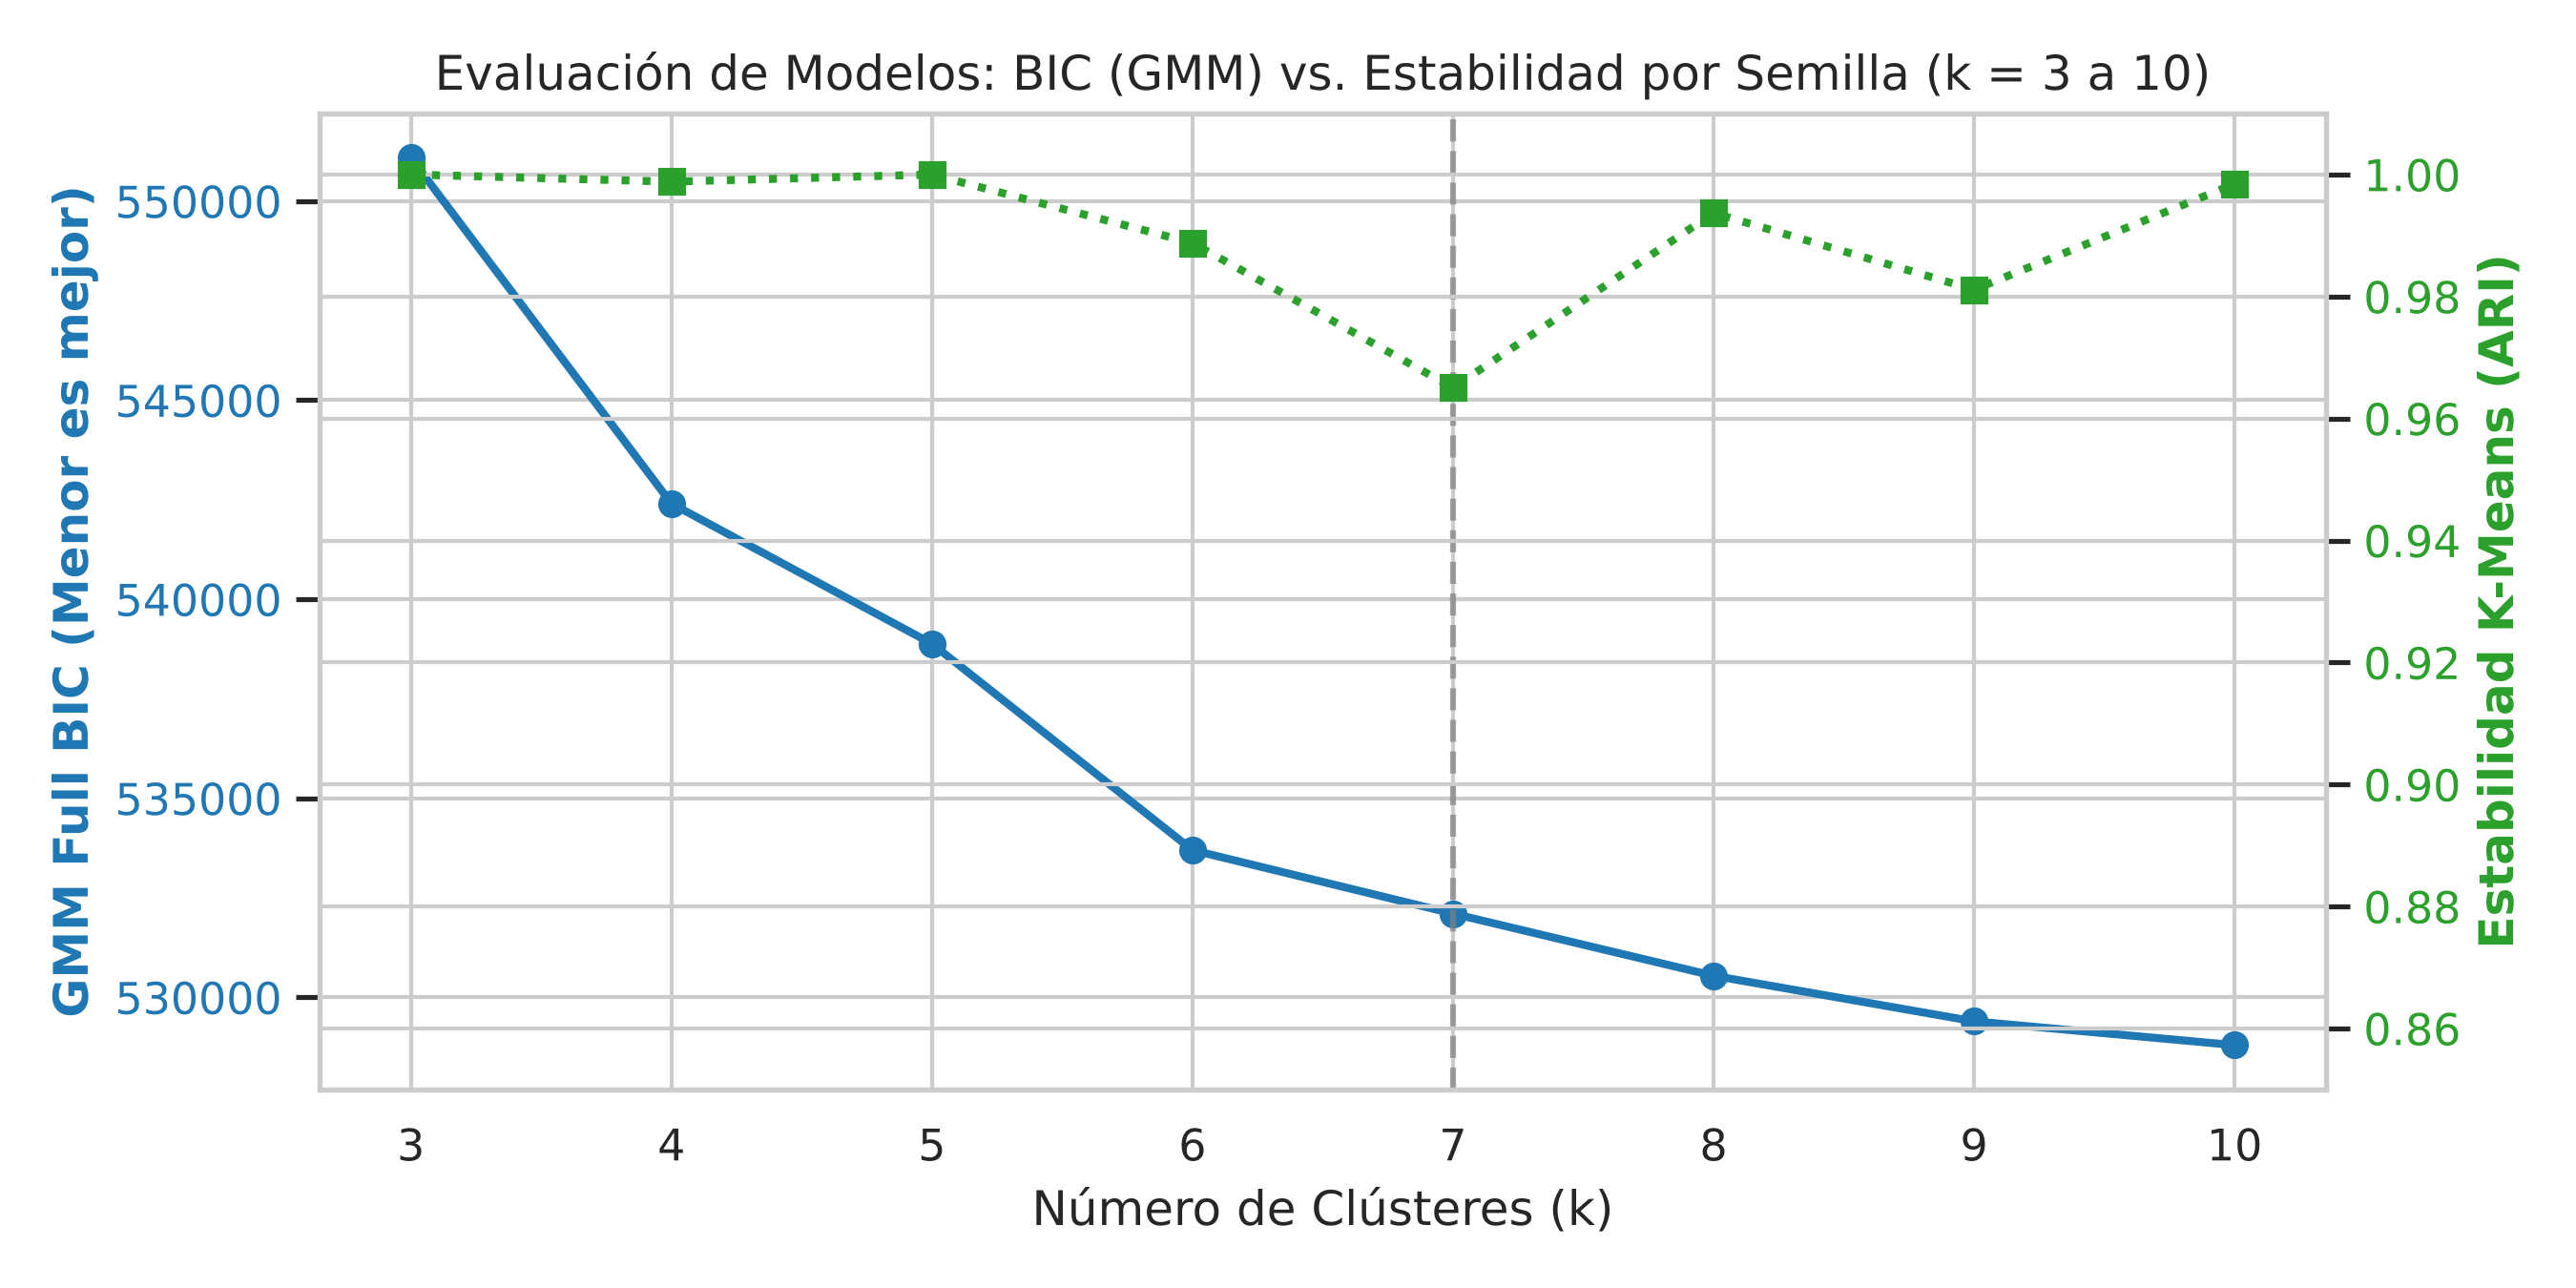 Evaluación de Modelos: BIC (GMM) vs. Estabilidad por Semilla (k = 3 a 10)
GMM Full BIC (Menor es mejor)
550000
545000
540000
535000
530000
1.00
0.98
0.96
0.94
0.92
0.90
0.88
0.86
Estabilidad K-Means (ARI)
3 4 5 6 7 8 9 10
Número de Clústeres (k)